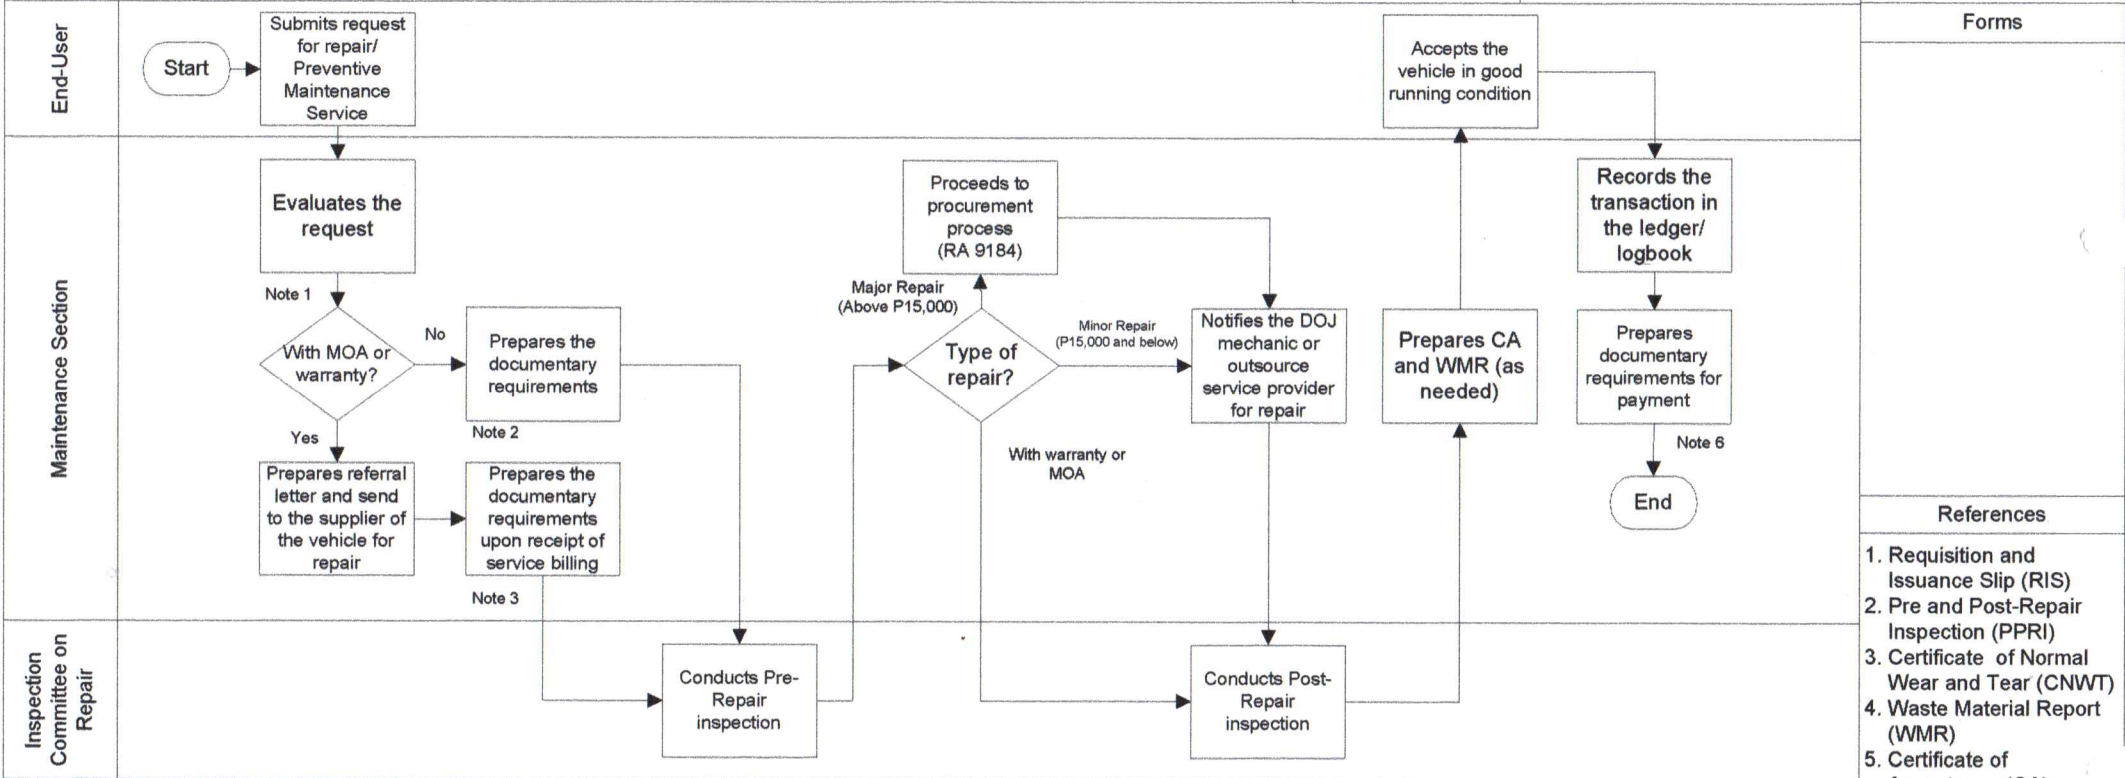 End-User
Start
Submits request
for repair/
Preventive
Maintenance
Service
Accepts the
vehicle in good
running condition
Forms
Maintenance Section
Evaluates the
request
Note 1
With MOA or
warranty?
No
Yes
Prepares the
documentary
requirements
Note 2
Prepares referral
letter and send
to the supplier of
the vehicle for
repair
Prepares the
documentary
requirements
upon receipt of
service billing
Note 3
Proceeds to
procurement
process
(RA 9184)
Major Repair
(Above P15,000)
Type of
repair?
Minor Repair
(P15,000 and below)
With warranty or
MOA
Notifies the DOJ
mechanic or
outsource
service provider
for repair
Prepares CA
and WMR (as
needed)
Records the
transaction in
the ledger/
logbook
Prepares
documentary
requirements for
payment
Note 6
End
Inspection
Committee on
Repair
Conducts Pre-
Repair
inspection
Conducts Post-
Repair
inspection
References
1. Requisition and
Issuance Slip (RIS)
2. Pre and Post-Repair
Inspection (PPRI)
3. Certificate of Normal
Wear and Tear (CNWT)
4. Waste Material Report
(WMR)
5. Certificate of